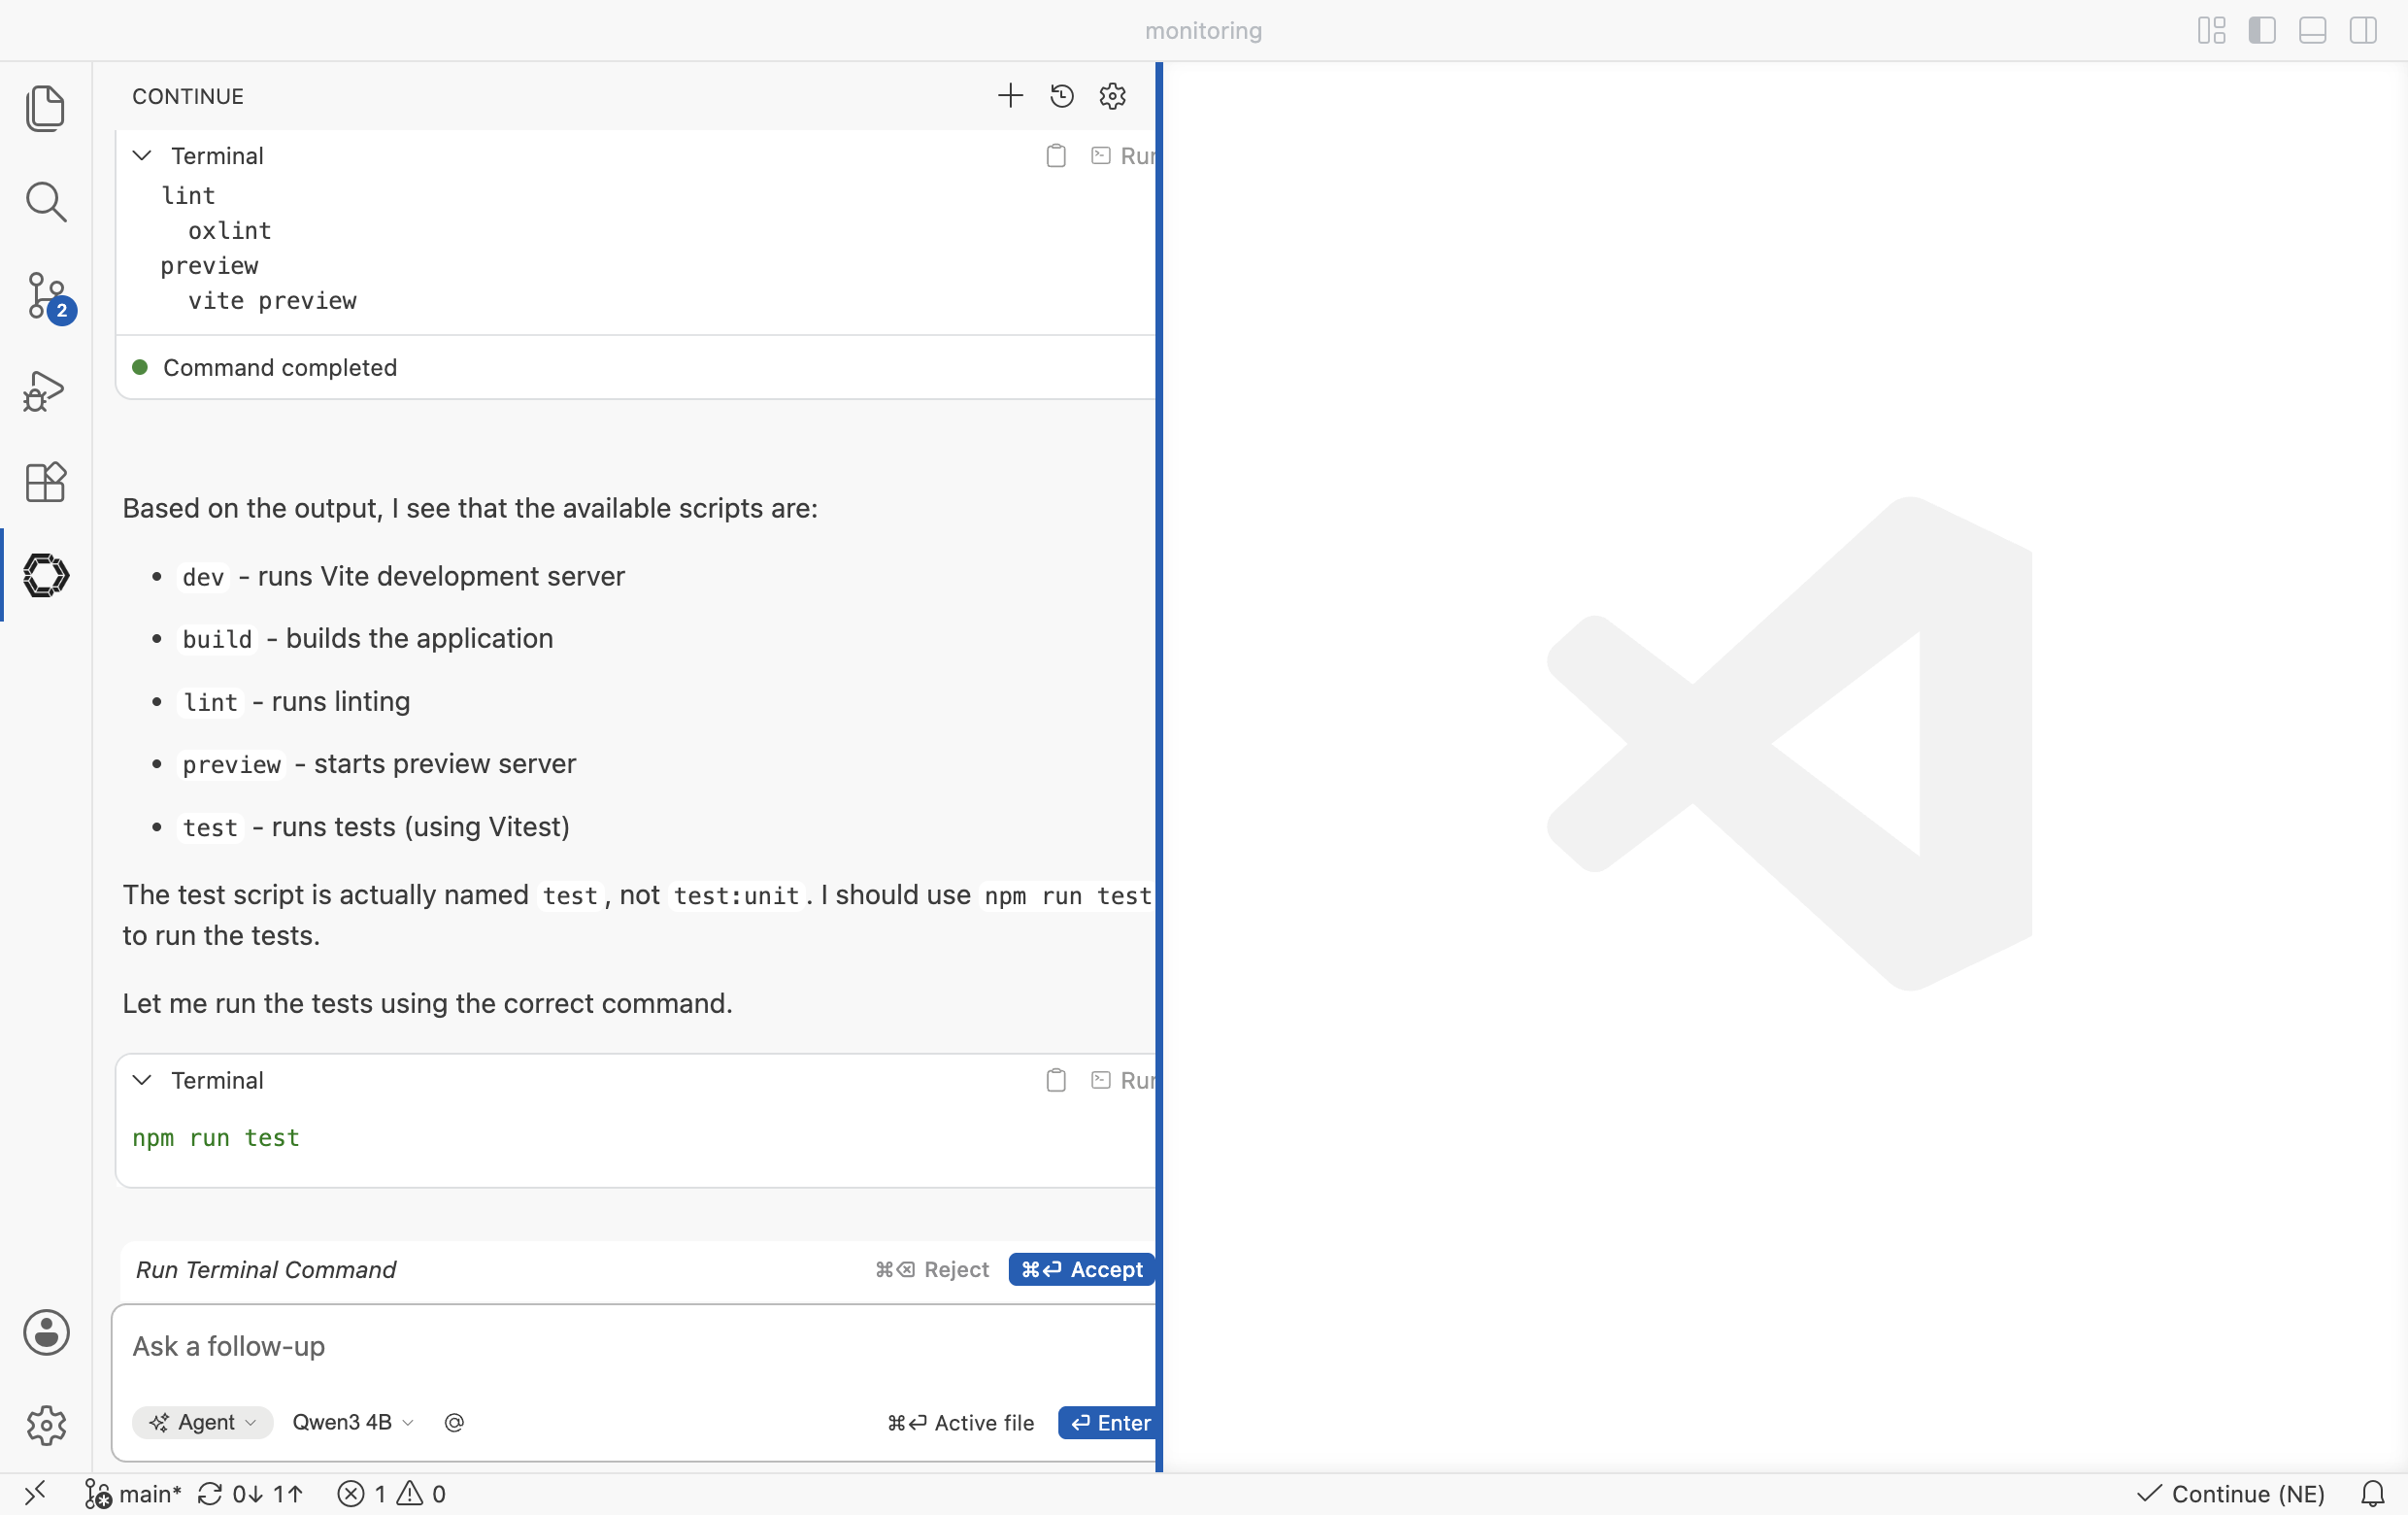 monitoring
CONTINUE
Terminal
lint
oxlint
preview
vite preview
Command completed
2
Based on the output, I see that the available scripts are:
• dev - runs Vite development server
• build - builds the application
• lint - runs linting
• preview - starts preview server
• test - runs tests (using Vitest)
The test script is actually named test, not test:unit. I should use npm run test
to run the tests.
Let me run the tests using the correct command.
Terminal
npm run test
Run Terminal Command ⌘⌫ Reject ⌘⏎ Accept
Ask a follow-up
Agent Qwen3 4B @ ⌘⏎ Active file ⏎ Enter
main* 0↓ 1↑ 1 0 Continue (NE)